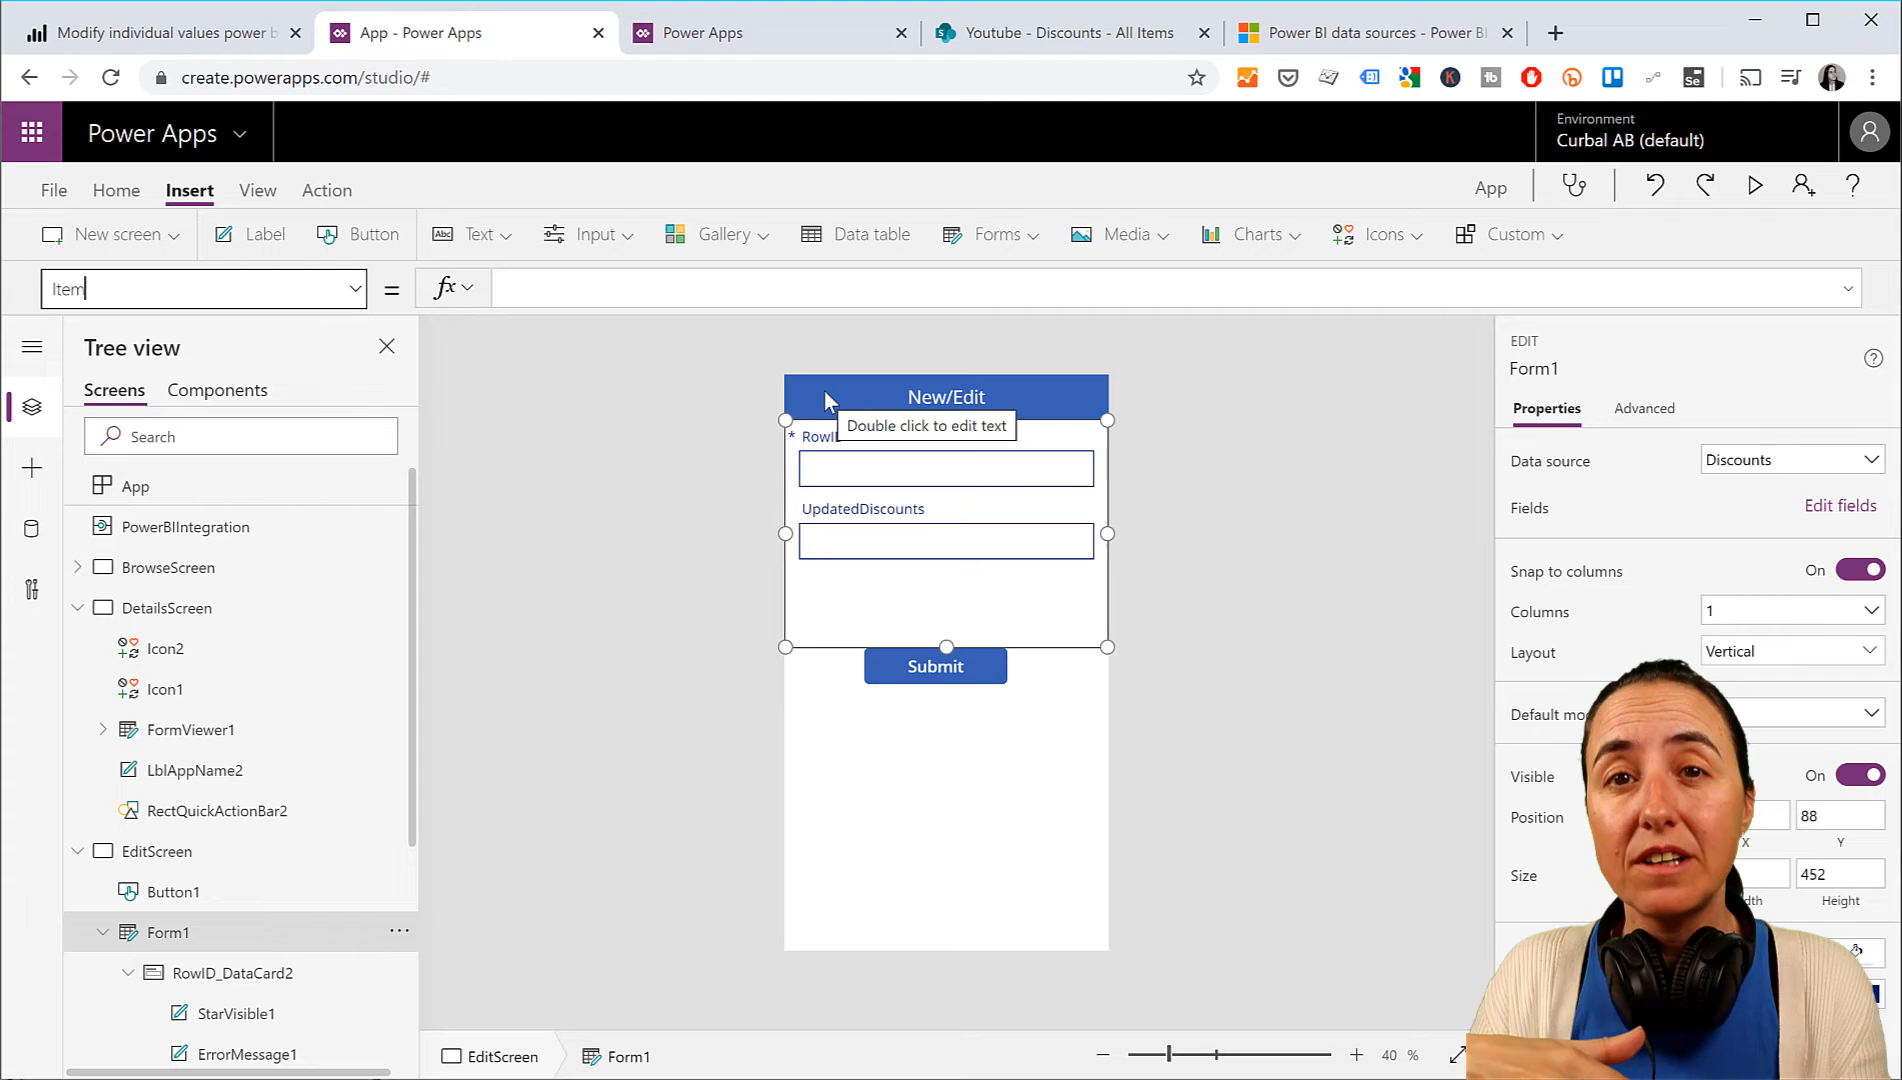 Modify individual values power b
App - Power Apps
Power Apps
Youtube - Discounts - All Items
Power BI data sources - Power BI
create.powerapps.com/studio/#
Power Apps
Environment
Curbal AB (default)
File
Home
Insert
View
Action
App
New screen
Label
Button
Abc
Text
Input
Gallery
Data table
Forms
Media
Charts
Icons
Custom
Item
=
fx
Tree view
Screens
Components
Search
App
PowerBIIntegration
BrowseScreen
DetailsScreen
Icon2
Icon1
FormViewer1
LblAppName2
RectQuickActionBar2
EditScreen
Button1
Form1
RowID_DataCard2
StarVisible1
ErrorMessage1
New/Edit
Double click to edit text
* RowI
UpdatedDiscounts
Submit
EditScreen
Form1
40 %
EDIT
Form1
Properties
Advanced
Data source
Discounts
Fields
Edit fields
Snap to columns
On
Columns
1
Layout
Vertical
Default mo
Visible
On
Position
88
X
Y
Size
452
dth
Height